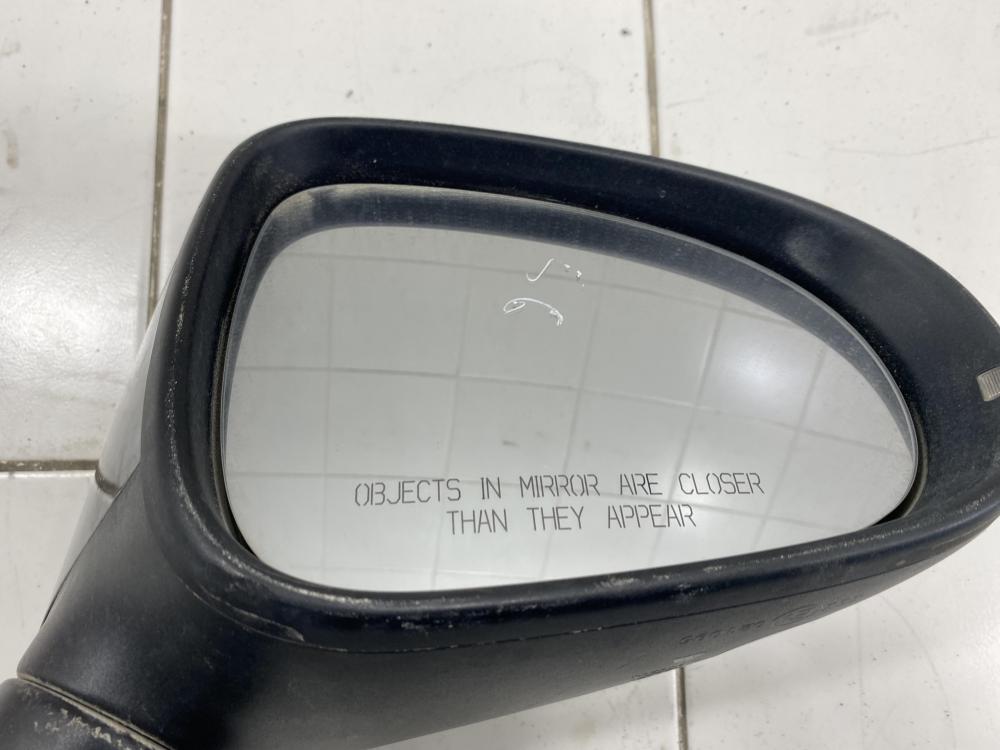 OBJECTS IN MIRROR ARE CLOSER
THAN THEY APPEAR